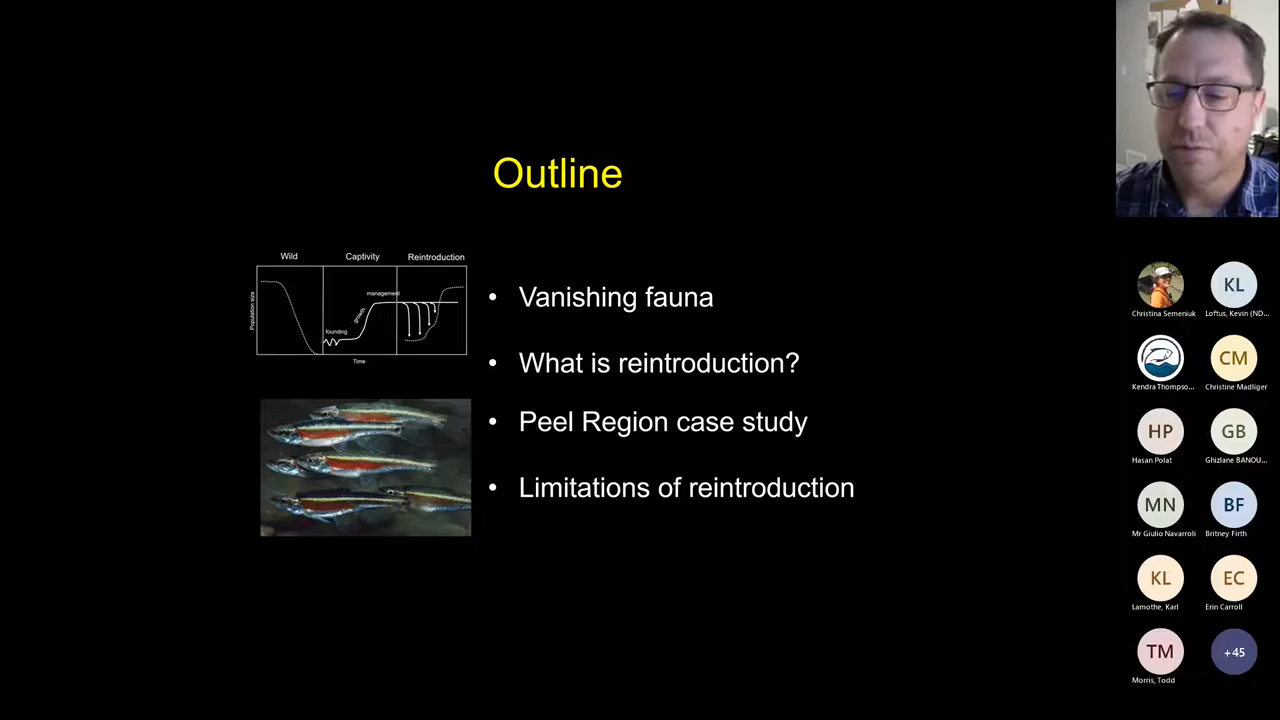 Outline
Wild
Captivity
Reintroduction
Population size
founding
growth
management
Time
• Vanishing fauna
• What is reintroduction?
• Peel Region case study
• Limitations of reintroduction
Christina Semeniuk
KL
Loftus, Kevin (ND...
Kendra Thompso...
CM
Christine Madliger
HP
Hasan Polat
GB
Ghizlane BANOU...
MN
Mr Giulio Navarroli
BF
Britney Firth
KL
Lamothe, Karl
EC
Erin Carroll
TM
Morris, Todd
+45